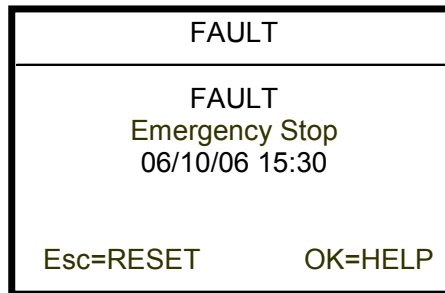 FAULT
FAULT
Emergency Stop
06/10/06 15:30
Esc=RESET OK=HELP